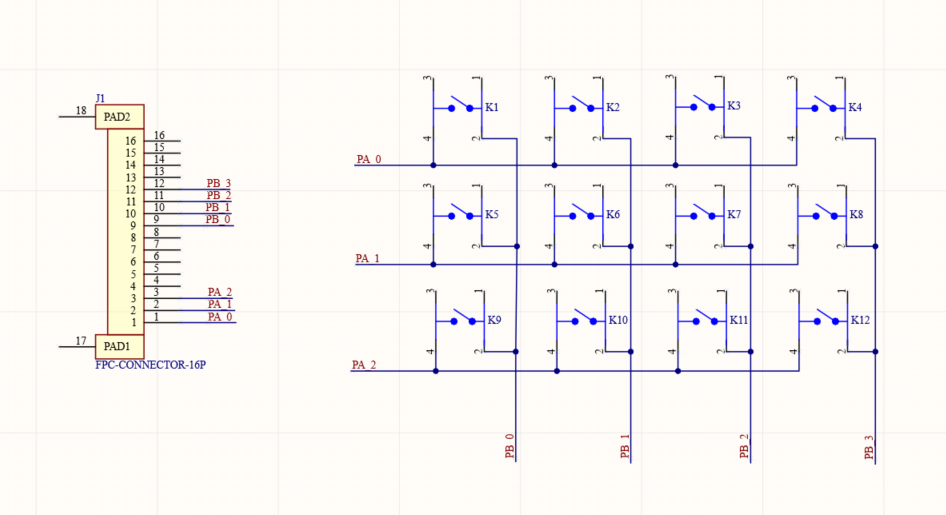 J1
18
PAD2
16 16
15 15
14 14
13 13
12 12 PB_3
11 11 PB_2
10 10 PB_1
9 9 PB_0
8 8
7 7
6 6
5 5
4 4
3 3 PA_2
2 2 PA_1
1 1 PA_0
17
PAD1
FPC-CONNECTOR-16P
3 1 3 1 3 1 3 1
K1 K2 K3 K4
4 2 4 2 4 2 4 2
PA_0
3 1 3 1 3 1 3 1
K5 K6 K7 K8
4 2 4 2 4 2 4 2
PA_1
3 1 3 1 3 1 3 1
K9 K10 K11 K12
4 2 4 2 4 2 4 2
PA_2
PB_0 PB_1 PB_2 PB_3